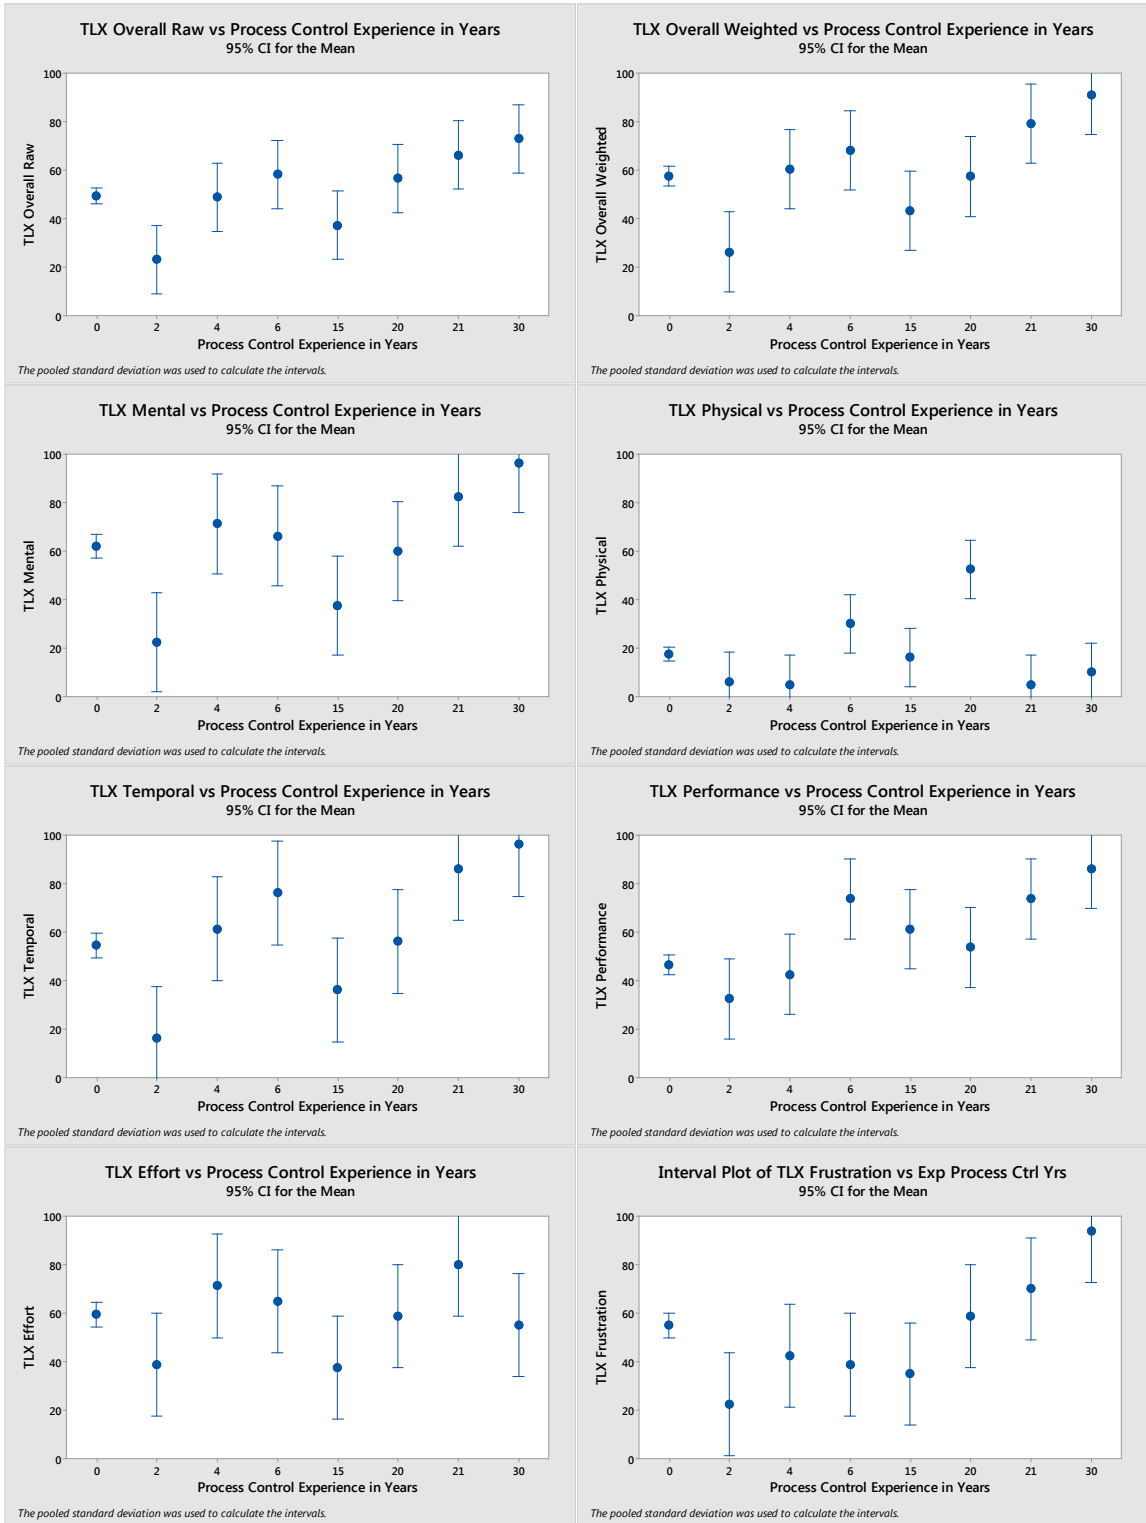 TLX Overall Raw vs Process Control Experience in Years
95% CI for the Mean
TLX Overall Raw
100
80
60
40
20
0
0 2 4 6 15 20 21 30
Process Control Experience in Years
The pooled standard deviation was used to calculate the intervals.
TLX Overall Weighted vs Process Control Experience in Years
95% CI for the Mean
TLX Overall Weighted
100
80
60
40
20
0
0 2 4 6 15 20 21 30
Process Control Experience in Years
The pooled standard deviation was used to calculate the intervals.
TLX Mental vs Process Control Experience in Years
95% CI for the Mean
TLX Mental
100
80
60
40
20
0
0 2 4 6 15 20 21 30
Process Control Experience in Years
The pooled standard deviation was used to calculate the intervals.
TLX Physical vs Process Control Experience in Years
95% CI for the Mean
TLX Physical
100
80
60
40
20
0
0 2 4 6 15 20 21 30
Process Control Experience in Years
The pooled standard deviation was used to calculate the intervals.
TLX Temporal vs Process Control Experience in Years
95% CI for the Mean
TLX Temporal
100
80
60
40
20
0
0 2 4 6 15 20 21 30
Process Control Experience in Years
The pooled standard deviation was used to calculate the intervals.
TLX Performance vs Process Control Experience in Years
95% CI for the Mean
TLX Performance
100
80
60
40
20
0
0 2 4 6 15 20 21 30
Process Control Experience in Years
The pooled standard deviation was used to calculate the intervals.
TLX Effort vs Process Control Experience in Years
95% CI for the Mean
TLX Effort
100
80
60
40
20
0
0 2 4 6 15 20 21 30
Process Control Experience in Years
The pooled standard deviation was used to calculate the intervals.
Interval Plot of TLX Frustration vs Exp Process Ctrl Yrs
95% CI for the Mean
TLX Frustration
100
80
60
40
20
0
0 2 4 6 15 20 21 30
Process Control Experience in Years
The pooled standard deviation was used to calculate the intervals.